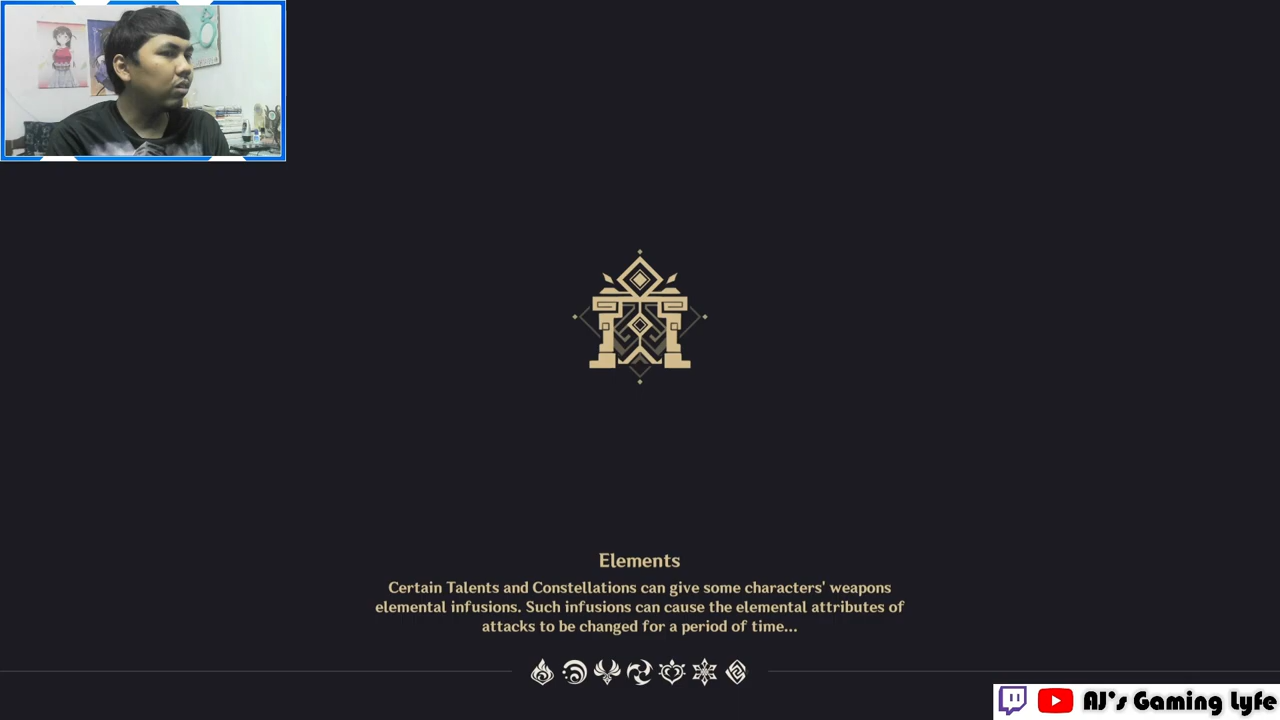 Elements
Certain Talents and Constellations can give some characters' weapons
elemental infusions. Such infusions can cause the elemental attributes of
attacks to be changed for a period of time...
AJ's Gaming Lyfe